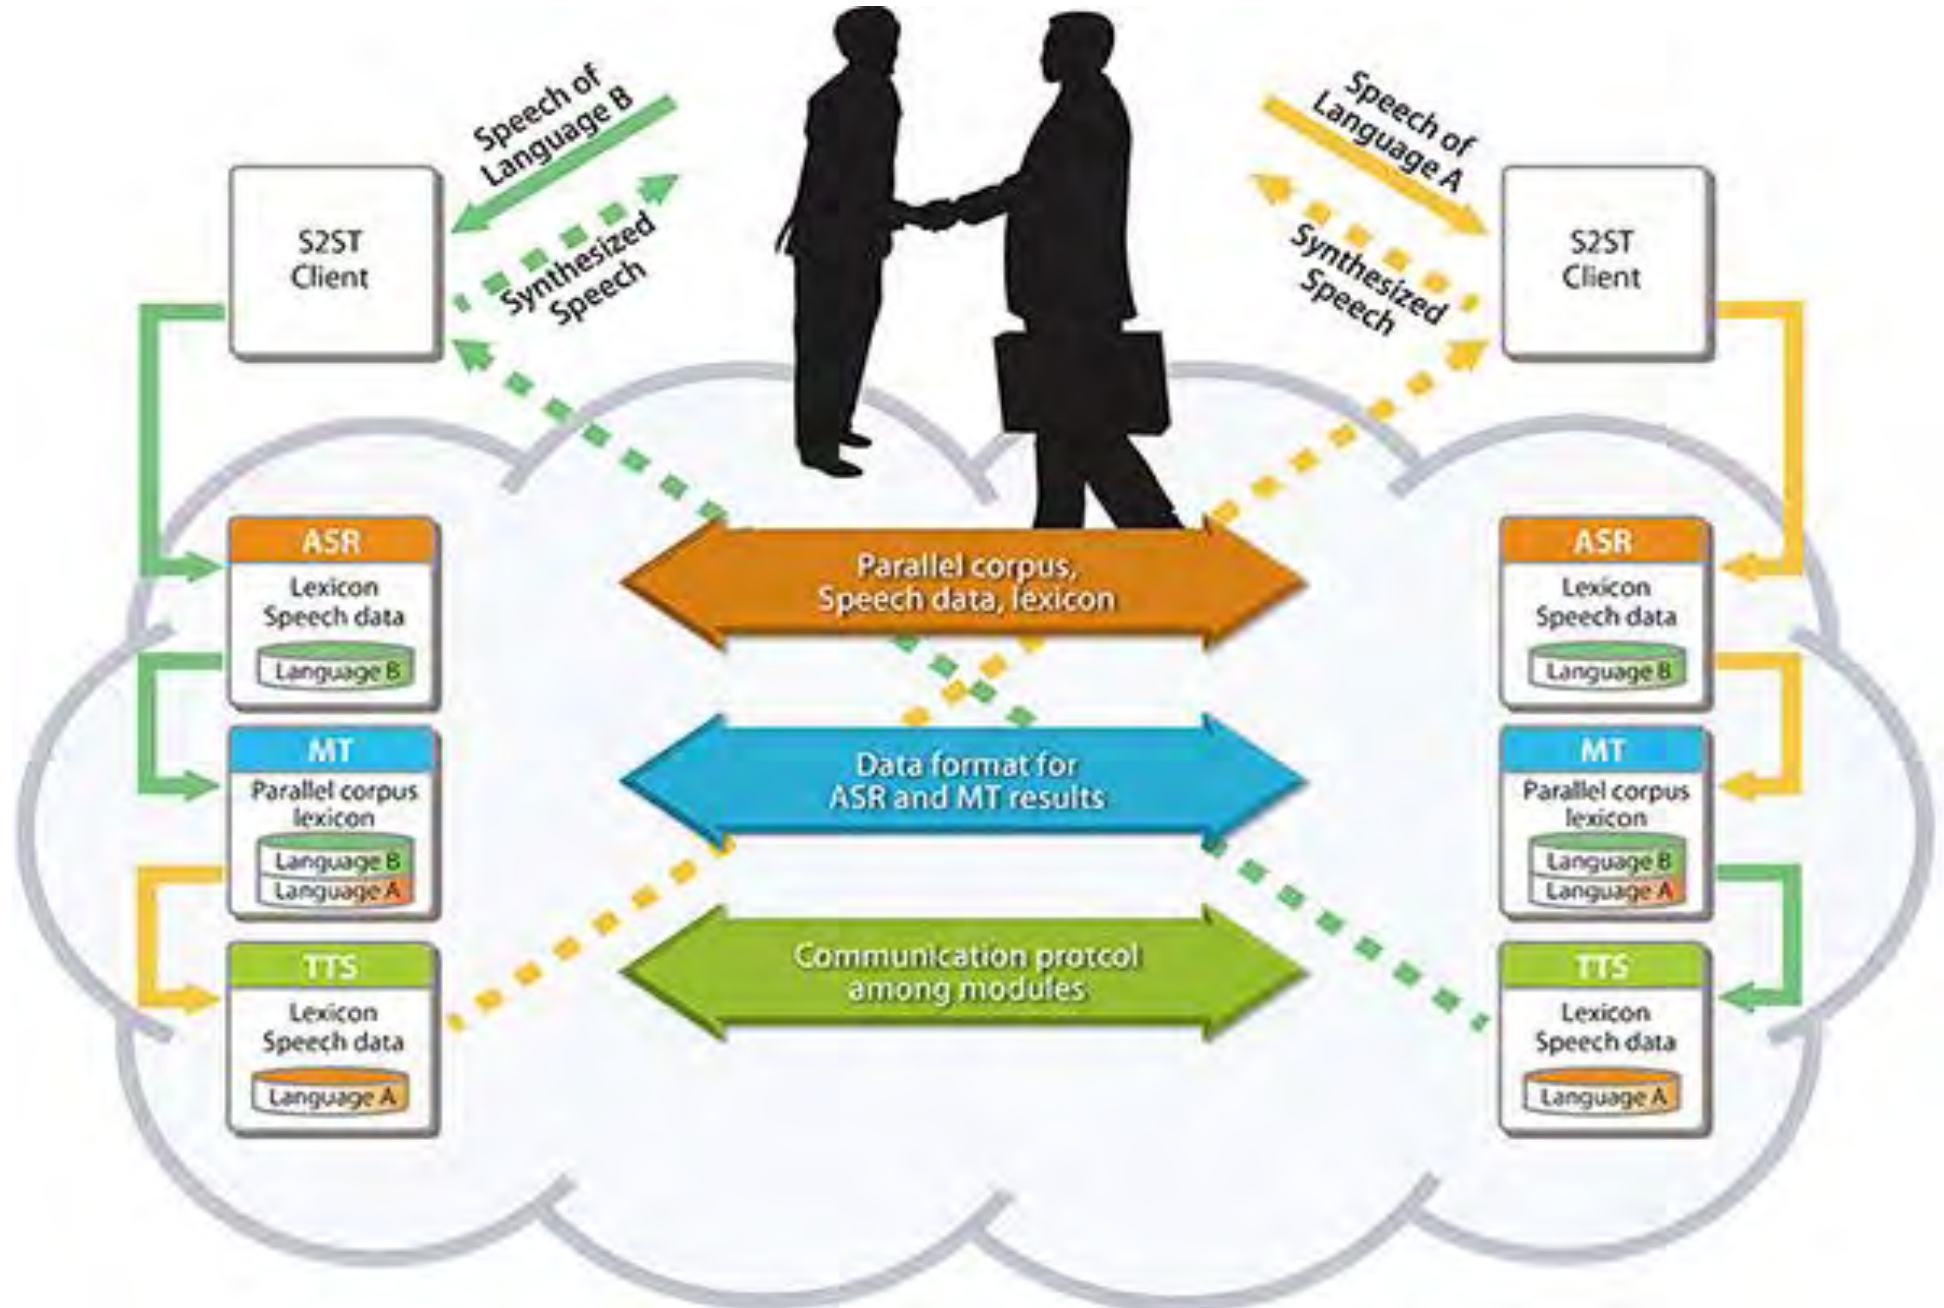 Speech of
Language B
Synthesized
Speech
S2ST
Client
Speech of
Language A
Synthesized
Speech
S2ST
Client
ASR
Lexicon
Speech data
Language B
MT
Parallel corpus
lexicon
Language B
Language A
TTS
Lexicon
Speech data
Language A
Parallel corpus,
Speech data, lexicon
Data format for
ASR and MT results
Communication protcol
among modules
ASR
Lexicon
Speech data
Language B
MT
Parallel corpus
lexicon
Language B
Language A
TTS
Lexicon
Speech data
Language A